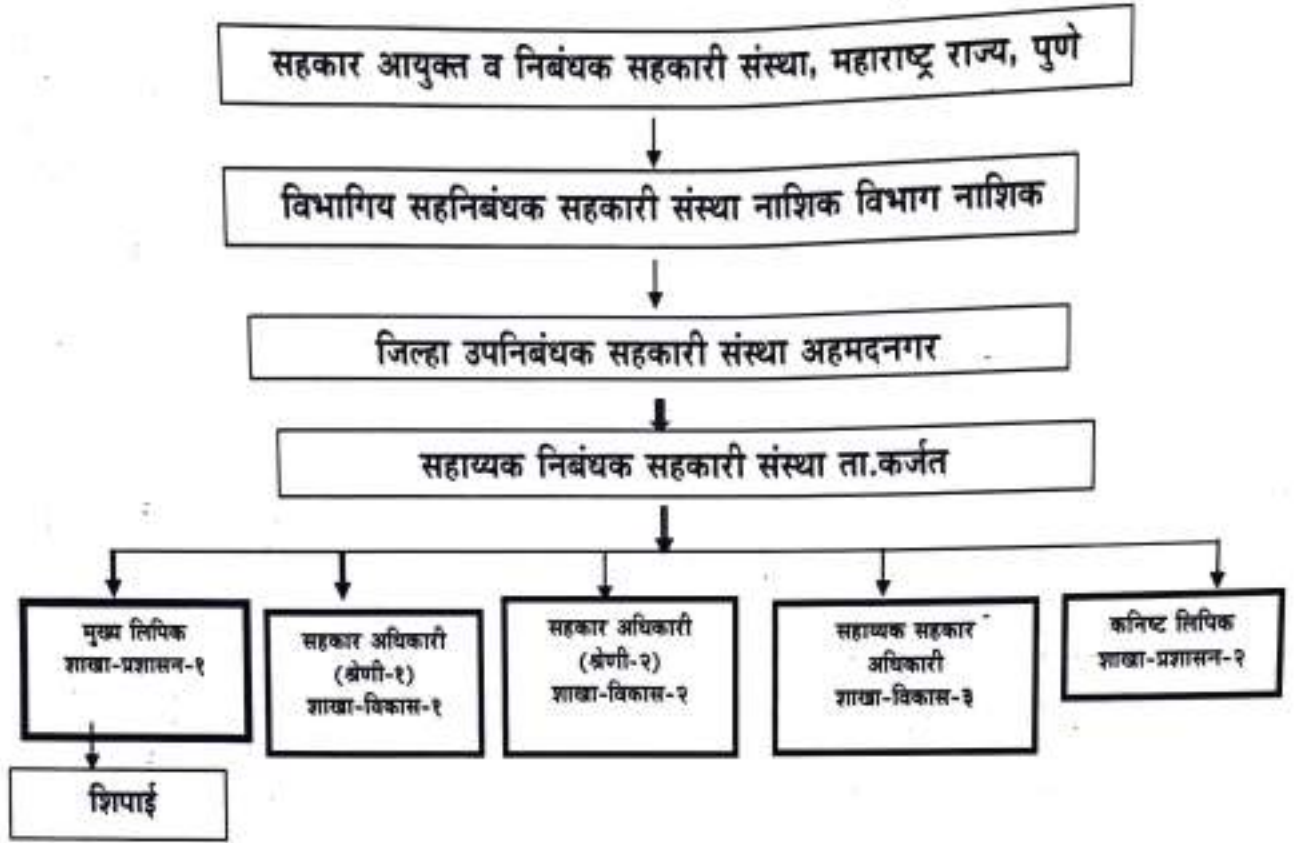 सहकार आयुक्त व निबंधक सहकारी संस्था, महाराष्ट्र राज्य, पुणे
विभागिय सहनिबंधक सहकारी संस्था नाशिक विभाग नाशिक
जिल्हा उपनिबंधक सहकारी संस्था अहमदनगर
सहाय्यक निबंधक सहकारी संस्था ता.कर्जत
मुख्य लिपिक
शाखा-प्रशासन-१
सहकार अधिकारी
(श्रेणी-१)
शाखा-विकास-१
सहकार अधिकारी
(श्रेणी-२)
शाखा-विकास-२
सहाय्यक सहकार
अधिकारी
शाखा-विकास-३
कनिष्ट लिपिक
शाखा-प्रशासन-२
शिपाई